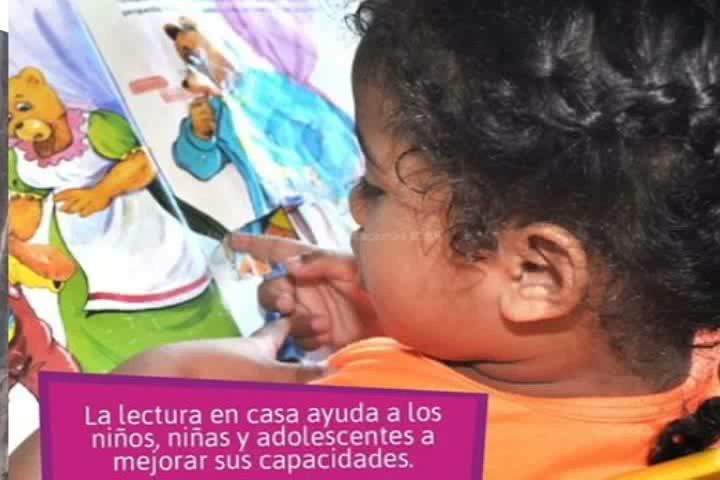 La lectura en casa ayuda a los
niños, niñas y adolescentes a
mejorar sus capacidades.